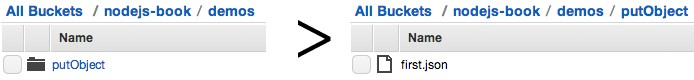 All Buckets / nodejs-book / demos
Name
putObject
>
All Buckets / nodejs-book / demos / putObject
Name
first.json